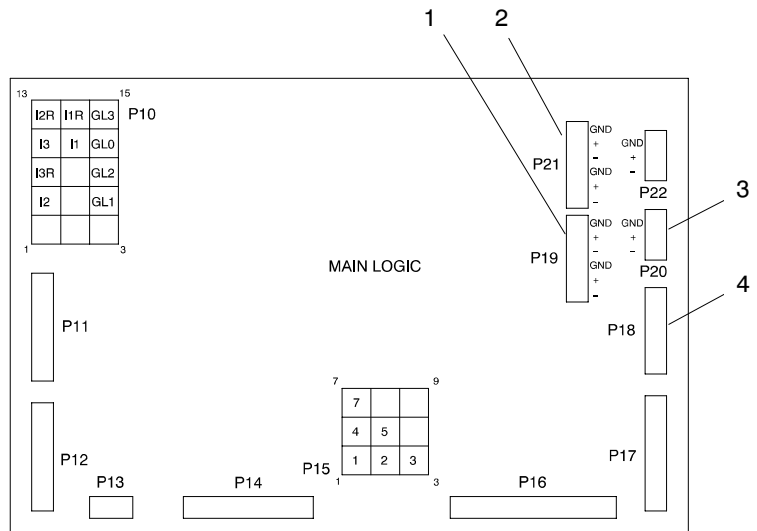 1
2
13 15
I2R I1R GL3
P10
I3 I1 GL0
I3R GL2
I2 GL1
1 3
GND
+
−
GND
+
−
P21
GND
+
−
P22
3
GND
+
−
GND
+
−
P19
GND
+
−
P20
MAIN LOGIC
4
P11
P18
7 9
7
4 5
1 2 3
P15
1 3
P12
P17
P13
P14
P16